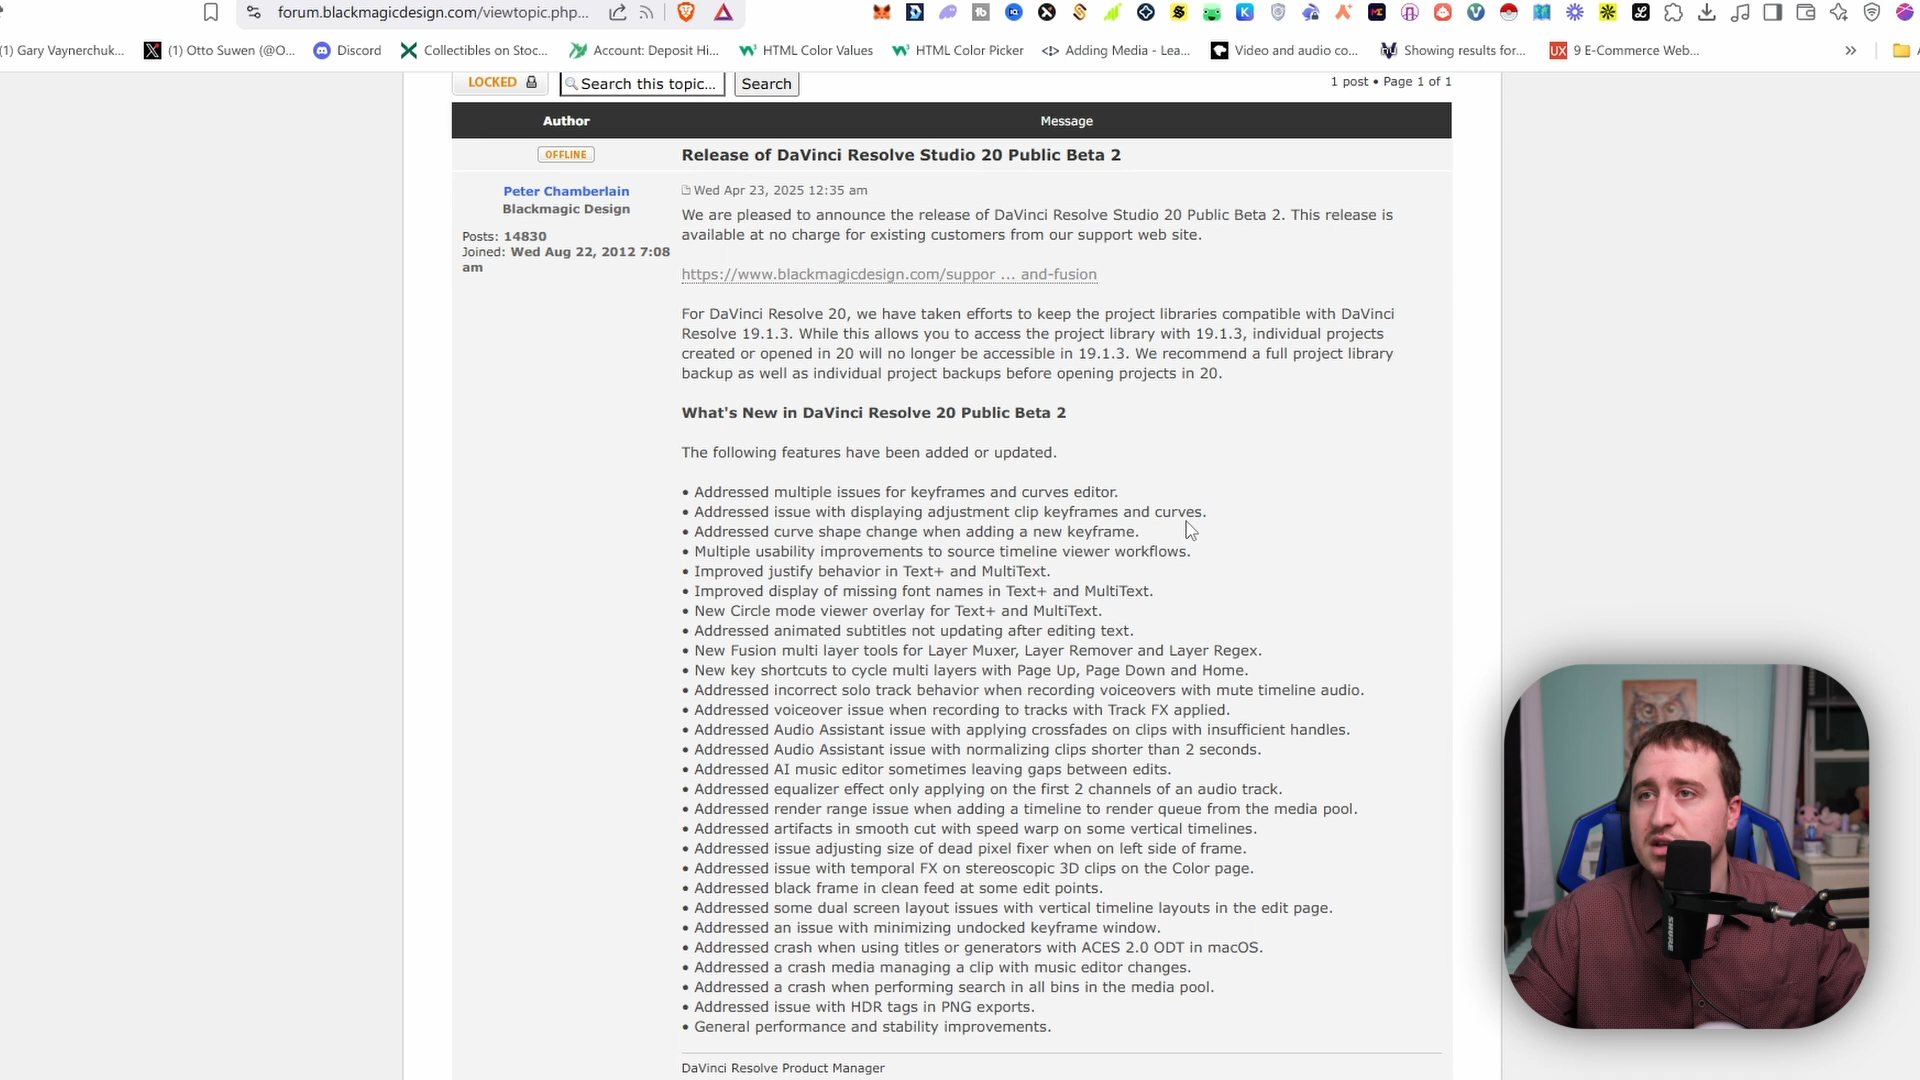 forum.blackmagicdesign.com/viewtopic.php...
(1) Gary Vaynerchuk...
(1) Otto Suwen (@O...
Discord
Collectibles on Stoc...
Account: Deposit Hi...
HTML Color Values
HTML Color Picker
Adding Media - Lea...
Video and audio co...
Showing results for...
UX 9 E-Commerce Web...
LOCKED
Search this topic...
Search
1 post • Page 1 of 1
Author
Message
OFFLINE
Release of DaVinci Resolve Studio 20 Public Beta 2
Peter Chamberlain
Blackmagic Design
Posts: 14830
Joined: Wed Aug 22, 2012 7:08
am
Wed Apr 23, 2025 12:35 am
We are pleased to announce the release of DaVinci Resolve Studio 20 Public Beta 2. This release is
available at no charge for existing customers from our support web site.
https://www.blackmagicdesign.com/suppor ... and-fusion
For DaVinci Resolve 20, we have taken efforts to keep the project libraries compatible with DaVinci
Resolve 19.1.3. While this allows you to access the project library with 19.1.3, individual projects
created or opened in 20 will no longer be accessible in 19.1.3. We recommend a full project library
backup as well as individual project backups before opening projects in 20.
What's New in DaVinci Resolve 20 Public Beta 2
The following features have been added or updated.
• Addressed multiple issues for keyframes and curves editor.
• Addressed issue with displaying adjustment clip keyframes and curves.
• Addressed curve shape change when adding a new keyframe.
• Multiple usability improvements to source timeline viewer workflows.
• Improved justify behavior in Text+ and MultiText.
• Improved display of missing font names in Text+ and MultiText.
• New Circle mode viewer overlay for Text+ and MultiText.
• Addressed animated subtitles not updating after editing text.
• New Fusion multi layer tools for Layer Muxer, Layer Remover and Layer Regex.
• New key shortcuts to cycle multi layers with Page Up, Page Down and Home.
• Addressed incorrect solo track behavior when recording voiceovers with mute timeline audio.
• Addressed voiceover issue when recording to tracks with Track FX applied.
• Addressed Audio Assistant issue with applying crossfades on clips with insufficient handles.
• Addressed Audio Assistant issue with normalizing clips shorter than 2 seconds.
• Addressed AI music editor sometimes leaving gaps between edits.
• Addressed equalizer effect only applying on the first 2 channels of an audio track.
• Addressed render range issue when adding a timeline to render queue from the media pool.
• Addressed artifacts in smooth cut with speed warp on some vertical timelines.
• Addressed issue adjusting size of dead pixel fixer when on left side of frame.
• Addressed issue with temporal FX on stereoscopic 3D clips on the Color page.
• Addressed black frame in clean feed at some edit points.
• Addressed some dual screen layout issues with vertical timeline layouts in the edit page.
• Addressed an issue with minimizing undocked keyframe window.
• Addressed crash when using titles or generators with ACES 2.0 ODT in macOS.
• Addressed a crash media managing a clip with music editor changes.
• Addressed a crash when performing search in all bins in the media pool.
• Addressed issue with HDR tags in PNG exports.
• General performance and stability improvements.
DaVinci Resolve Product Manager
SHURE